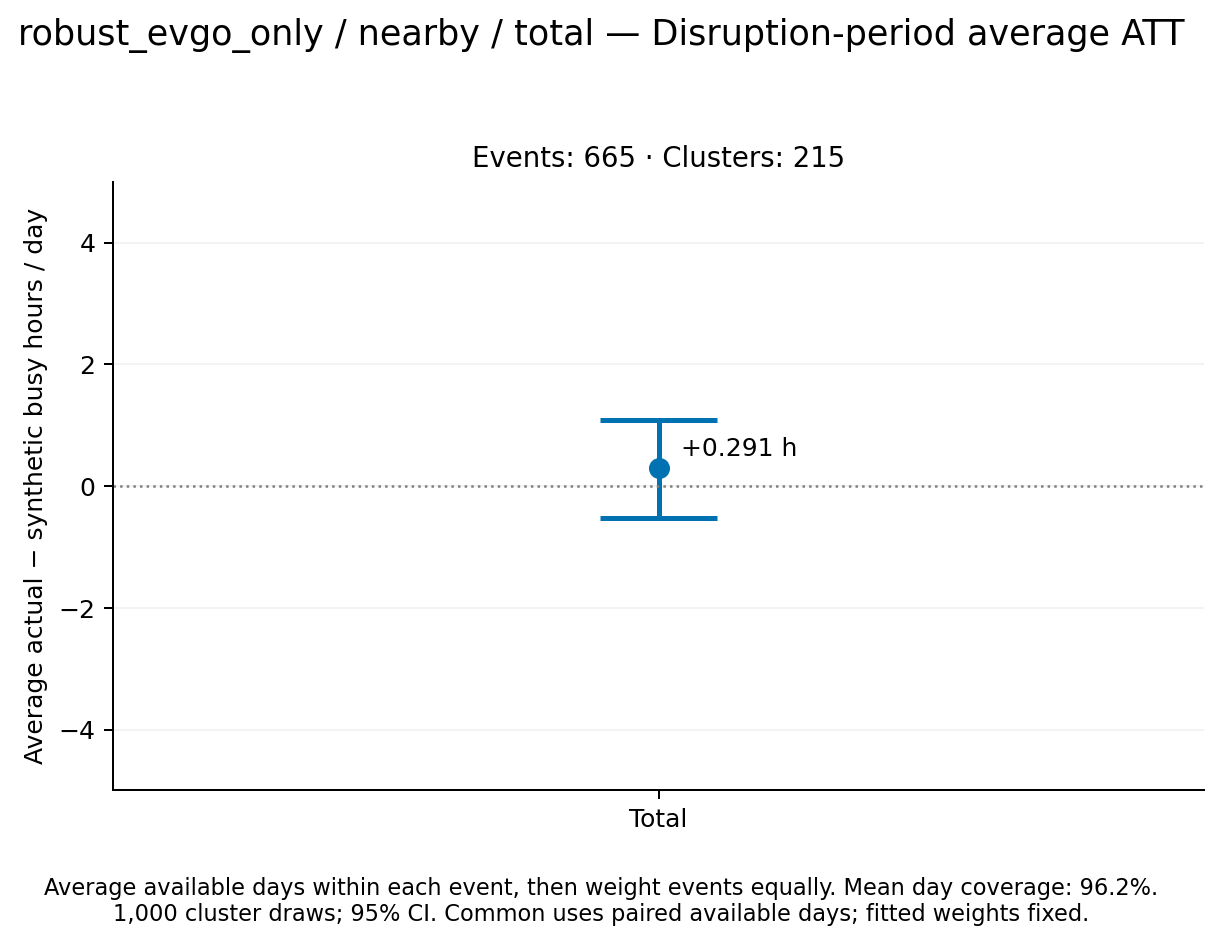 robust_evgo_only / nearby / total — Disruption-period average ATT
Events: 665 · Clusters: 215
Average actual − synthetic busy hours / day
4
2
0
−2
−4
+0.291 h
Total
Average available days within each event, then weight events equally. Mean day coverage: 96.2%.
1,000 cluster draws; 95% CI. Common uses paired available days; fitted weights fixed.